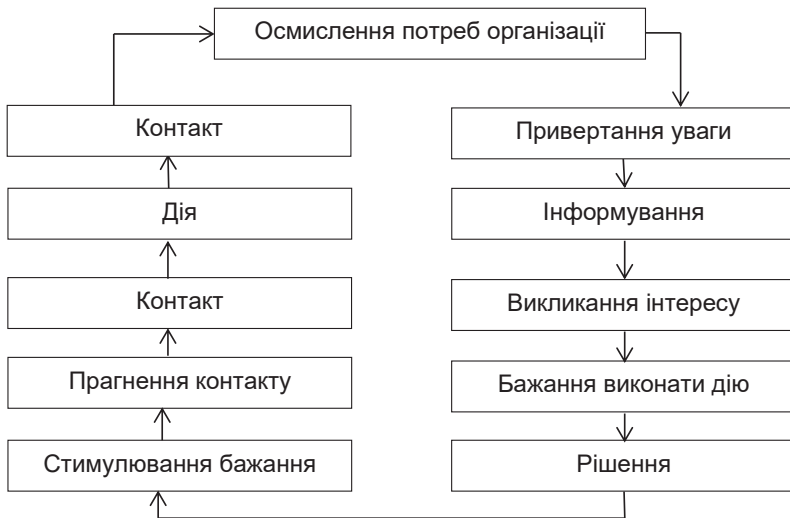 Осмислення потреб організації
Контакт
Привертання уваги
Дія
Інформування
Контакт
Викликання інтересу
Прагнення контакту
Бажання виконати дію
Стимулювання бажання
Рішення